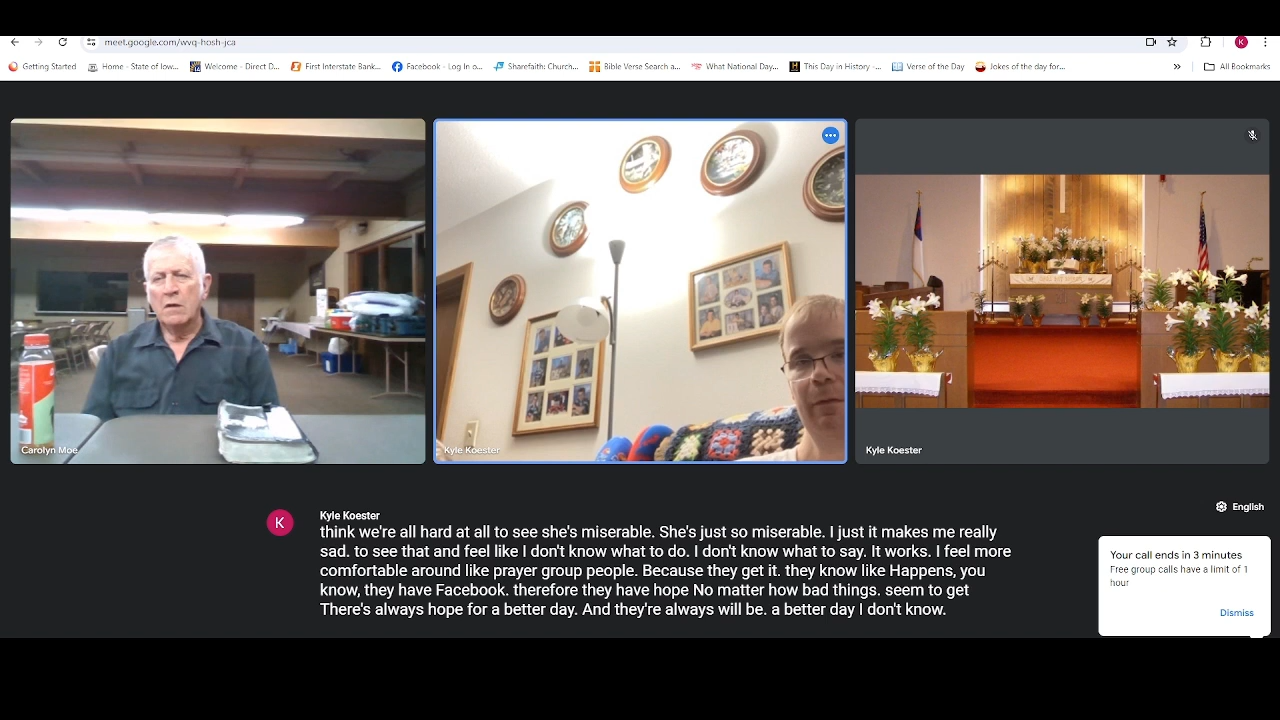 meet.google.com/wvq-hosh-jca
K
Getting Started
Home - State of Iow...
Welcome - Direct D...
First Interstate Bank...
Facebook - Log In o...
Sharefaith: Church...
Bible Verse Search a...
What National Day...
This Day in History -...
Verse of the Day
Jokes of the day for...
»
All Bookmarks
Carolyn Moe
Kyle Koester
Kyle Koester
English
K
Kyle Koester
think we're all hard at all to see she's miserable. She's just so miserable. I just it makes me really
sad. to see that and feel like I don't know what to do. I don't know what to say. It works. I feel more
comfortable around like prayer group people. Because they get it. they know like Happens, you
know, they have Facebook. therefore they have hope No matter how bad things. seem to get
There's always hope for a better day. And they're always will be. a better day I don't know.
Your call ends in 3 minutes
Free group calls have a limit of 1
hour
Dismiss